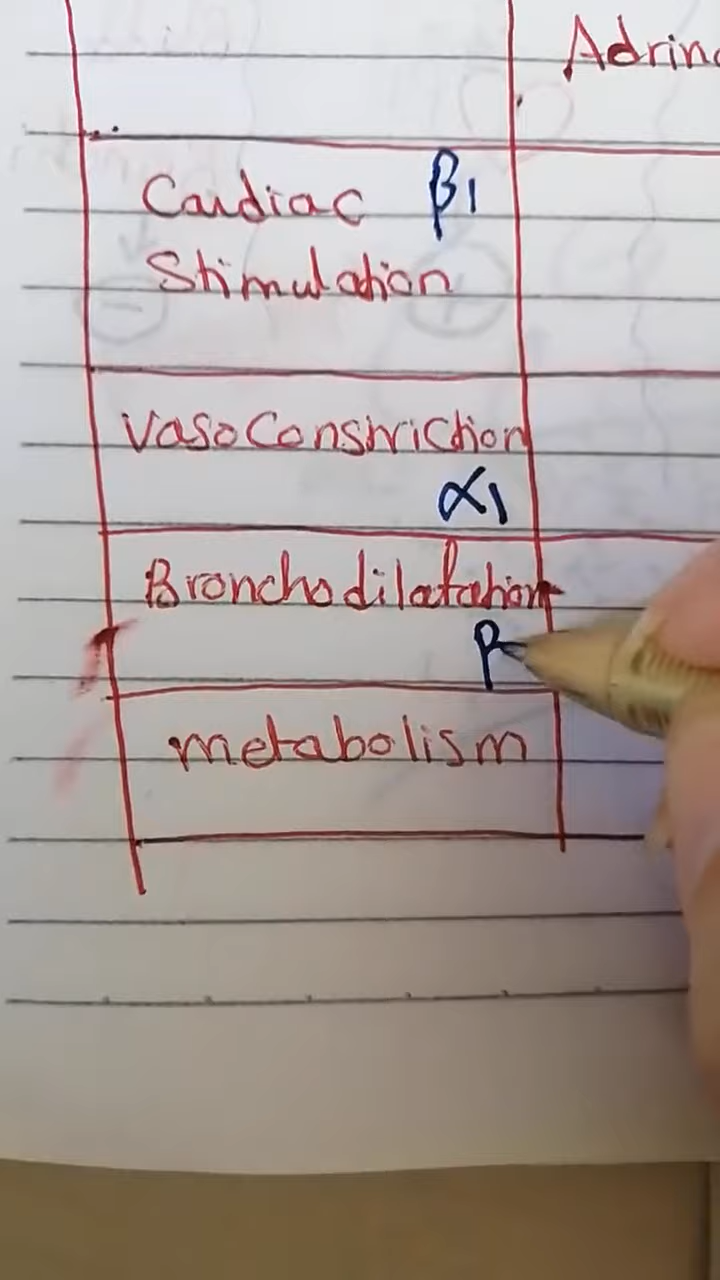 Adrin
Cardiac β1
Stimulation
Vasoconstriction
α1
Bronchodilatation
β
metabolism